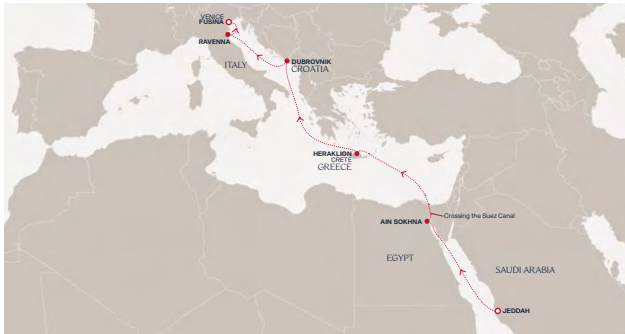 VENICE
FUSINA
RAVENNA
ITALY
DUBROVNIK
CROATIA
HERAKLION
CRETE
GREECE
Crossing the Suez Canal
AIN SOKHNA
EGYPT
SAUDI ARABIA
JEDDAH